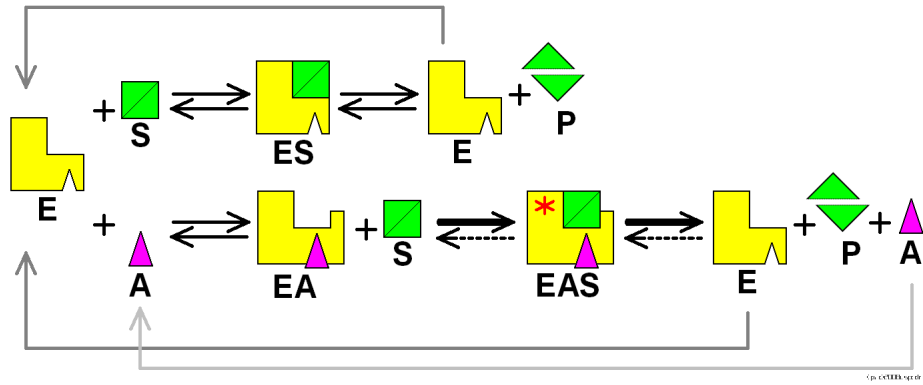 + S ES E + P
E
+ A EA + S * EAS E + P + A